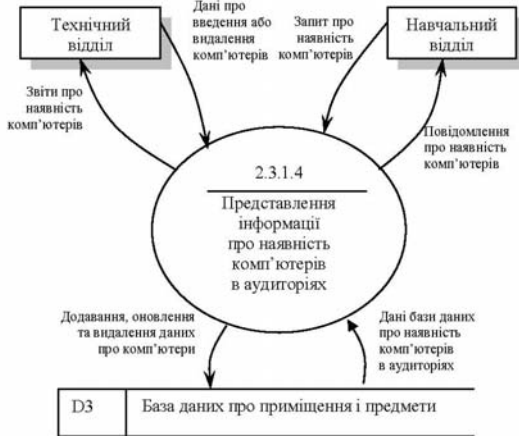 Технічний
відділ
Дані про
введення або
видалення
комп'ютерів
Запит про
наявність
комп'ютерів
Навчальний
відділ
Звіти про
наявність
комп'ютерів
Повідомлення
про наявність
комп'ютерів
2.3.1.4
Представлення
інформації
про наявність
комп'ютерів
в аудиторіях
Додавання, оновлення
та видалення даних
про комп'ютери
Дані бази даних
про наявність
комп'ютерів
в аудиторіях
D3 База даних про приміщення і предмети